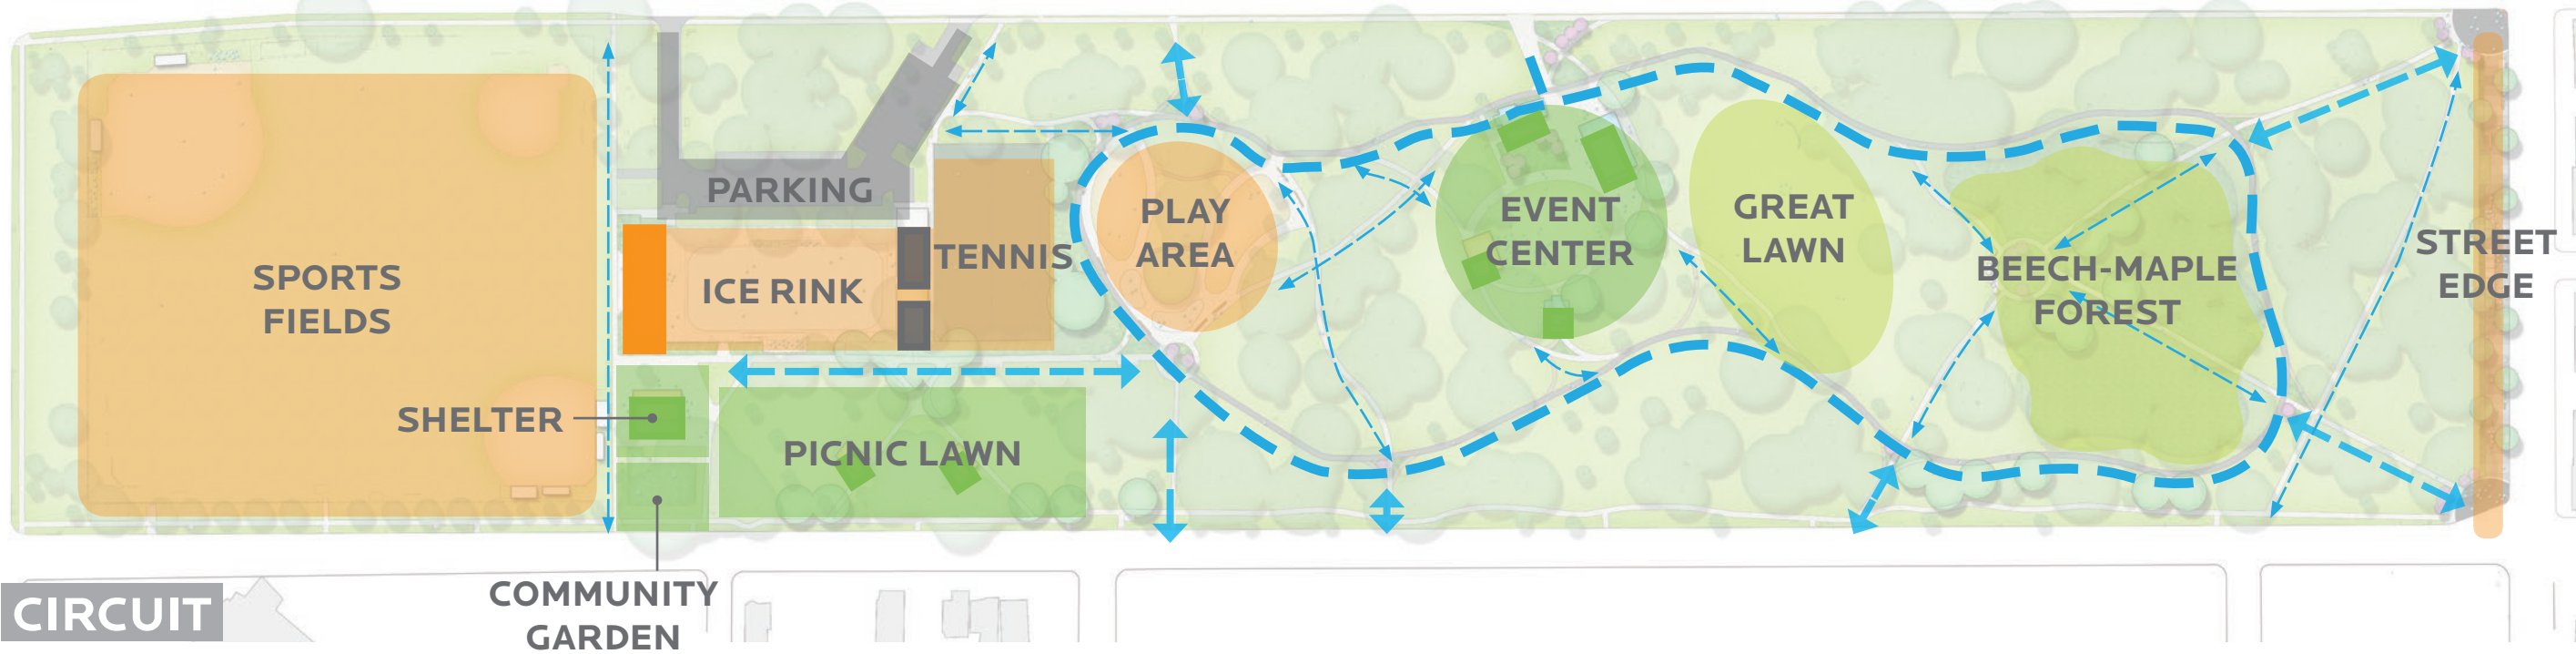 SPORTS
FIELDS
PARKING
ICE RINK
TENNIS
SHELTER
PICNIC LAWN
COMMUNITY
GARDEN
PLAY
AREA
EVENT
CENTER
GREAT
LAWN
BEECH-MAPLE
FOREST
STREET
EDGE
CIRCUIT